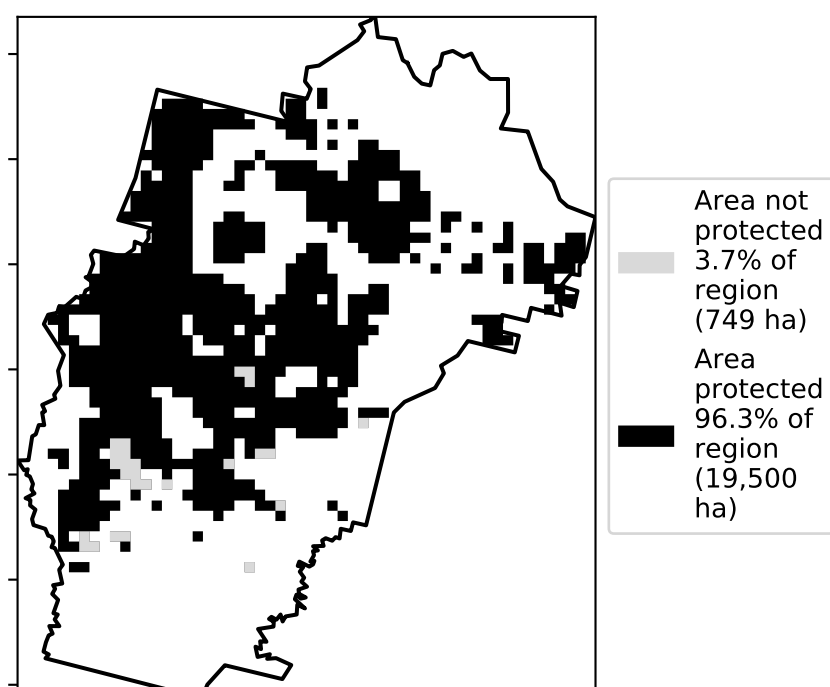 Area not
protected
3.7% of
region
(749 ha)
Area
protected
96.3% of
region
(19,500
ha)